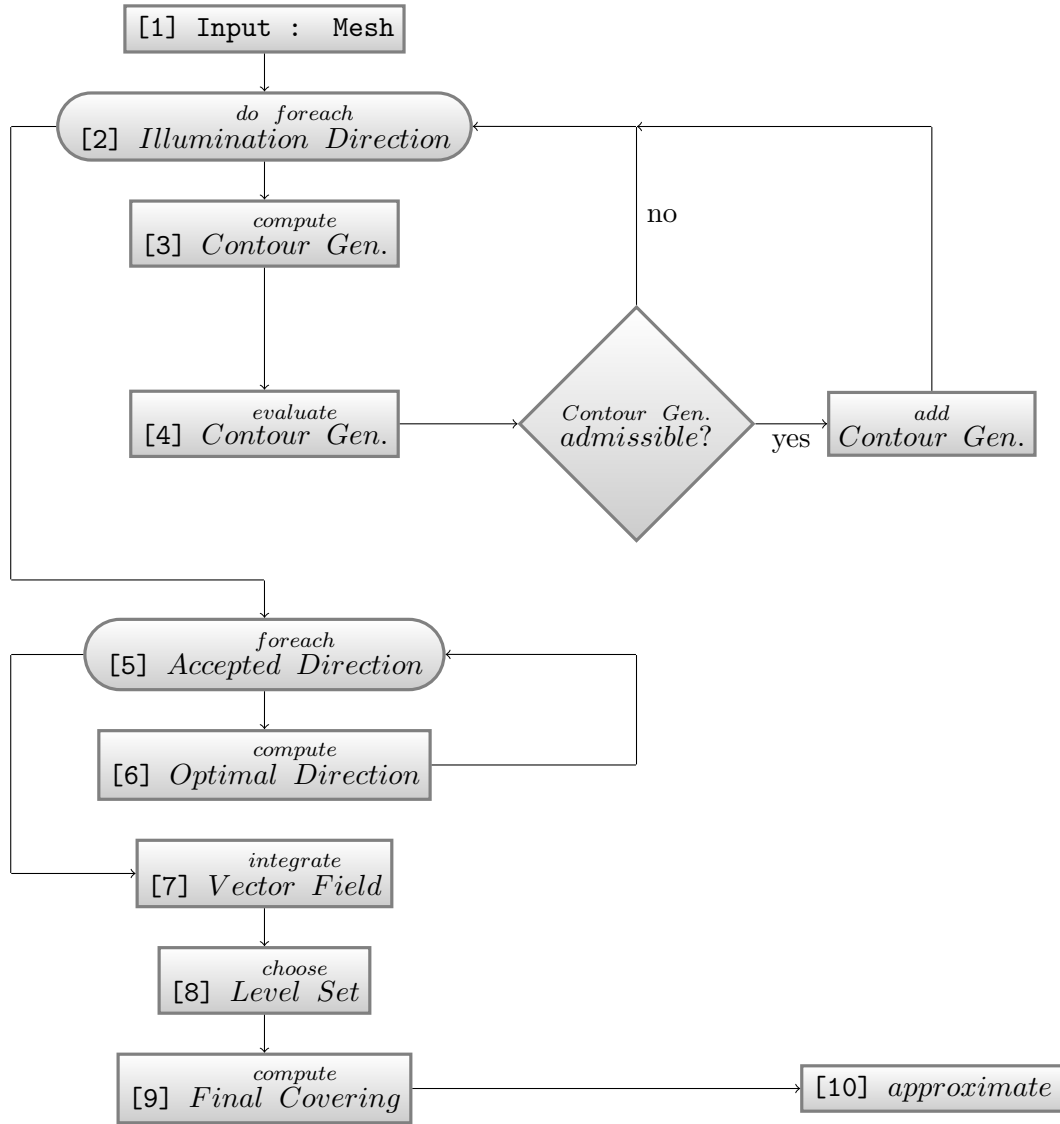 [1] Input : Mesh
do foreach
[2] Illumination Direction
compute
[3] Contour Gen.
no
evaluate
[4] Contour Gen.
Contour Gen.
admissible?
yes
add
Contour Gen.
foreach
[5] Accepted Direction
compute
[6] Optimal Direction
integrate
[7] Vector Field
choose
[8] Level Set
compute
[9] Final Covering
[10] approximate